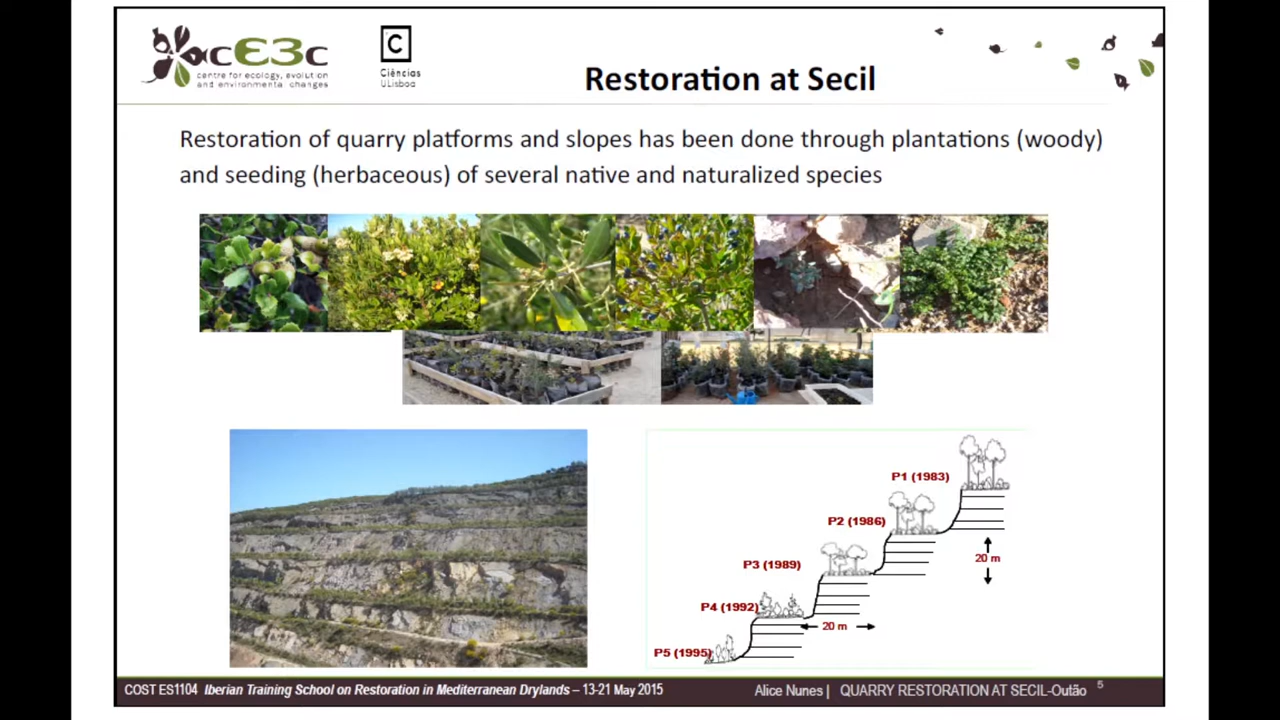 cE3c
centre for ecology, evolution
and environmental changes
C
Ciências
ULisboa
Restoration at Secil
Restoration of quarry platforms and slopes has been done through plantations (woody)
and seeding (herbaceous) of several native and naturalized species
P1 (1983)
P2 (1986)
20 m
P3 (1989)
P4 (1992)
20 m
P5 (1995)
COST ES1104 Iberian Training School on Restoration in Mediterranean Drylands – 13-21 May 2015
Alice Nunes | QUARRY RESTORATION AT SECIL-Outão 5